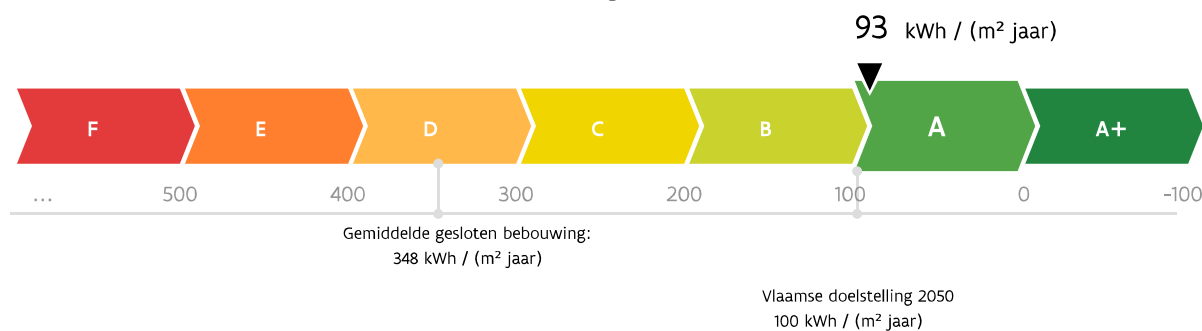 93 kWh / (m² jaar)
F E D C B A A+
... 500 400 300 200 100 0 -100
Gemiddelde gesloten bebouwing:
348 kWh / (m² jaar)
Vlaamse doelstelling 2050
100 kWh / (m² jaar)